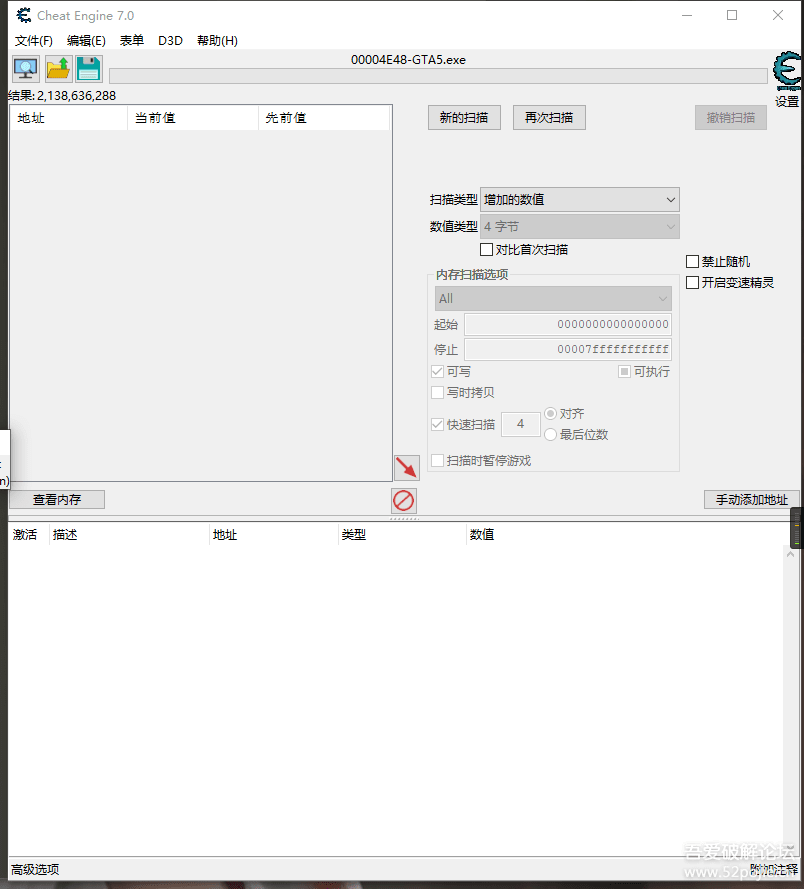 Cheat Engine 7.0
文件(F) 编辑(E) 表单 D3D 帮助(H)
00004E48-GTA5.exe
结果:2,138,636,288
设置
地址 当前值 先前值
新的扫描 再次扫描 撤销扫描
扫描类型 增加的数值
数值类型 4 字节
对比首次扫描
禁止随机
开启变速精灵
内存扫描选项
All
起始 0000000000000000
停止 00007fffffffffff
可写 可执行
写时拷贝
快速扫描 4 对齐
最后位数
扫描时暂停游戏
n)
查看内存 手动添加地址
激活 描述 地址 类型 数值
吾爱破解论坛
高级选项 附加注释